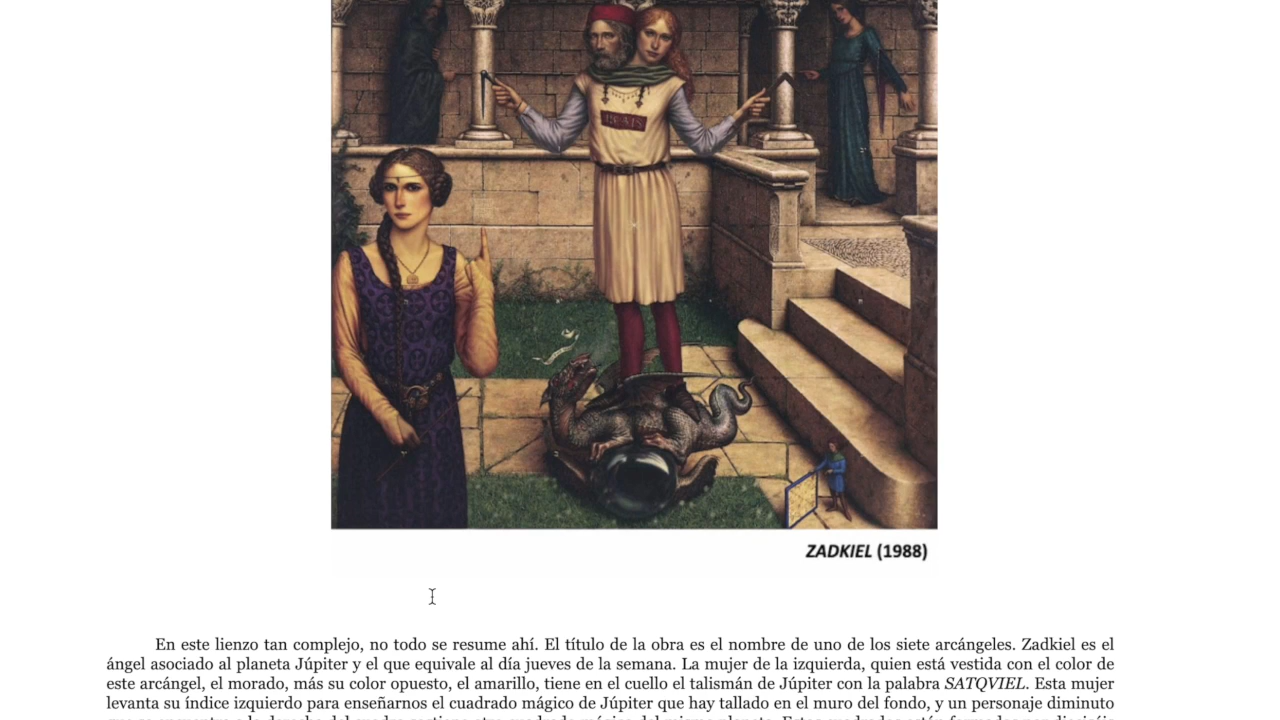 ZADKIEL (1988)
En este lienzo tan complejo, no todo se resume ahí. El título de la obra es el nombre de uno de los siete arcángeles. Zadkiel es el
ángel asociado al planeta Júpiter y el que equivale al día jueves de la semana. La mujer de la izquierda, quien está vestida con el color de
este arcángel, el morado, más su color opuesto, el amarillo, tiene en el cuello el talismán de Júpiter con la palabra SATQVIEL. Esta mujer
levanta su índice izquierdo para enseñarnos el cuadrado mágico de Júpiter que hay tallado en el muro del fondo, y un personaje diminuto